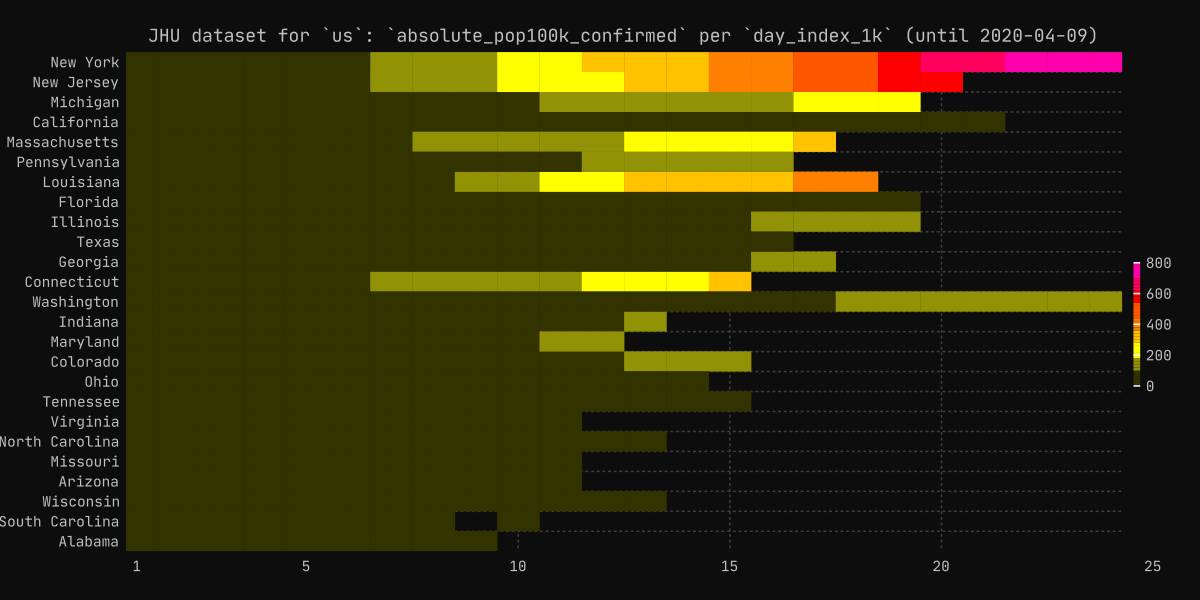 JHU dataset for `us`: `absolute_pop100k_confirmed` per `day_index_1k` (until 2020-04-09)
New York
New Jersey
Michigan
California
Massachusetts
Pennsylvania
Louisiana
Florida
Illinois
Texas
Georgia
Connecticut
Washington
Indiana
Maryland
Colorado
Ohio
Tennessee
Virginia
North Carolina
Missouri
Arizona
Wisconsin
South Carolina
Alabama
800
600
400
200
0
1 5 10 15 20 25